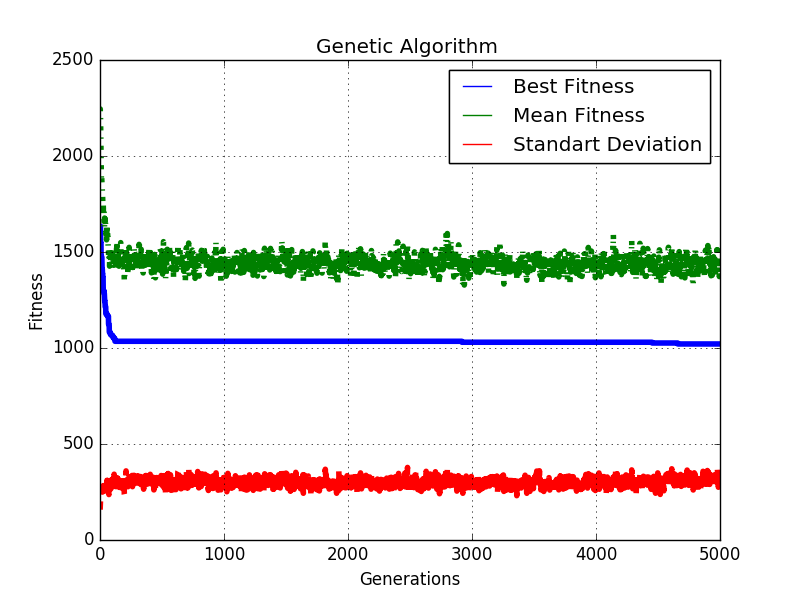 Genetic Algorithm
Best Fitness
Mean Fitness
Standart Deviation
2500
2000
1500
1000
500
0
Fitness
0 1000 2000 3000 4000 5000
Generations